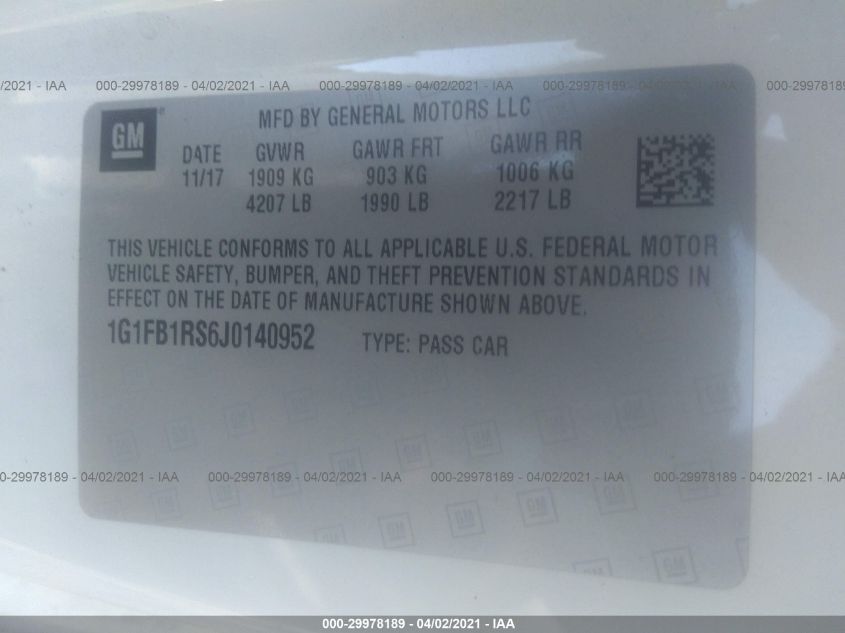 /2021 - IAA 000-29978189 - 04/02/2021 - IAA 000-29978189 - 04/02/2021 - IAA 000-29978189 - 04/02/2021 - IAA 000-29978189 - 04/02
GM ® MFD BY GENERAL MOTORS LLC
DATE GVWR GAWR FRT GAWR RR
11/17 1909 KG 903 KG 1006 KG
4207 LB 1990 LB 2217 LB
THIS VEHICLE CONFORMS TO ALL APPLICABLE U.S. FEDERAL MOTOR
VEHICLE SAFETY, BUMPER, AND THEFT PREVENTION STANDARDS IN
EFFECT ON THE DATE OF MANUFACTURE SHOWN ABOVE.
1G1FB1RS6J0140952 TYPE: PASS CAR
000-29978189 - 04/02/2021 - IAA 000-29978189 - 04/02/2021 - IAA 000-29978189 - 04/02/2021 - IAA 000-29978189 - 04/02/2021 - IAA
000-29978189 - 04/02/2021 - IAA